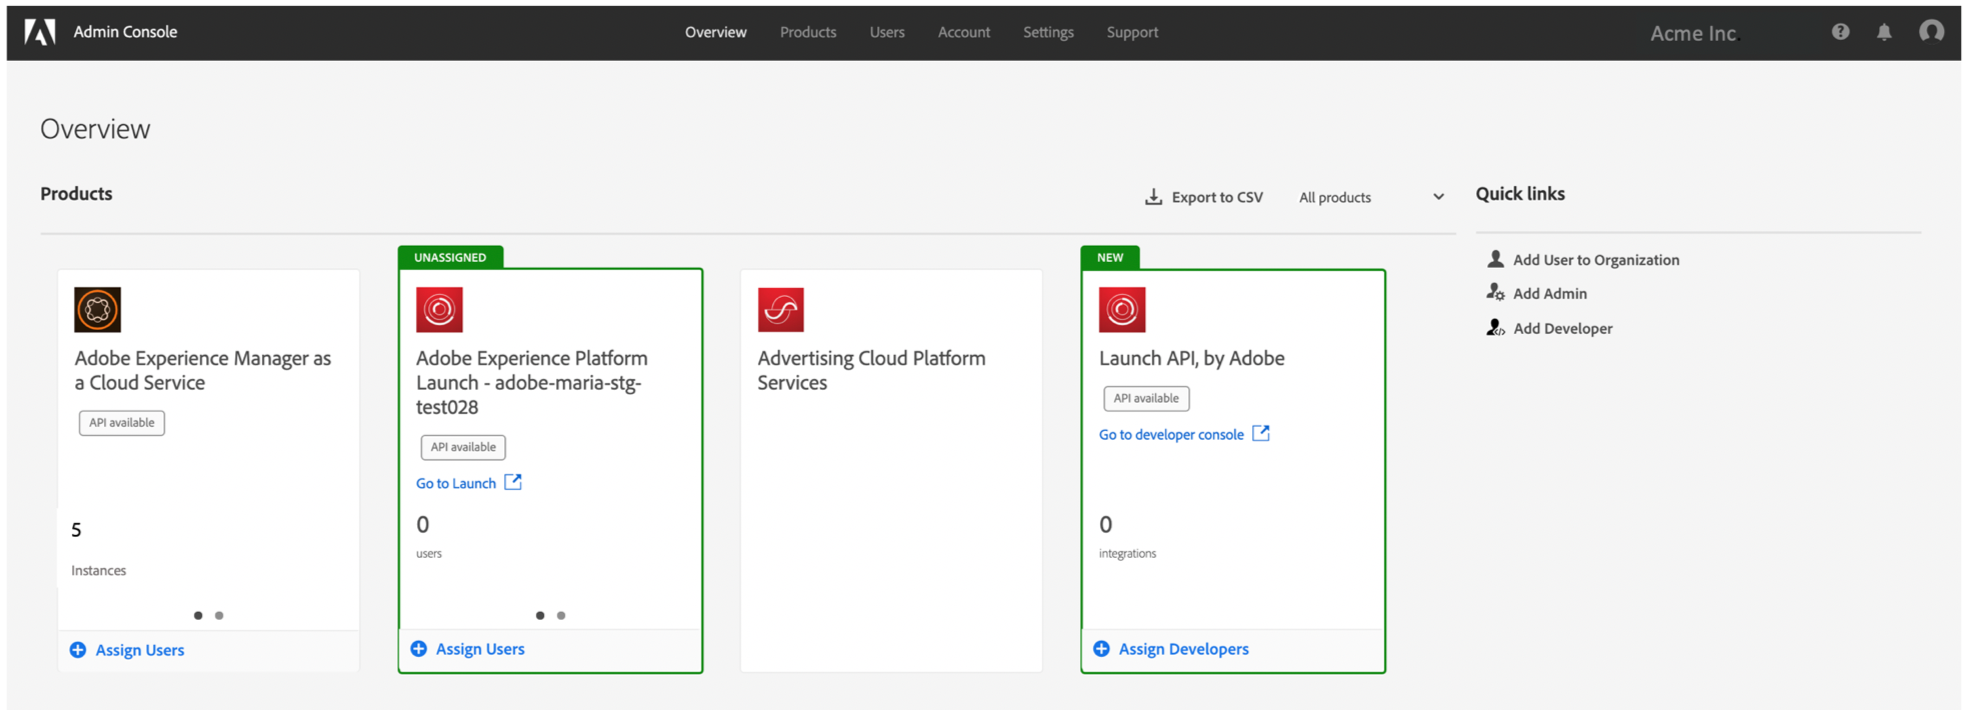 Admin Console
Overview Products Users Account Settings Support
Acme Inc.
Overview
Products
Export to CSV
All products
Quick links
Add User to Organization
Add Admin
Add Developer
Adobe Experience Manager as
a Cloud Service
API available
5
Instances
Assign Users
UNASSIGNED
Adobe Experience Platform
Launch - adobe-maria-stg-
test028
API available
Go to Launch
0
users
Assign Users
Advertising Cloud Platform
Services
NEW
Launch API, by Adobe
API available
Go to developer console
0
integrations
Assign Developers